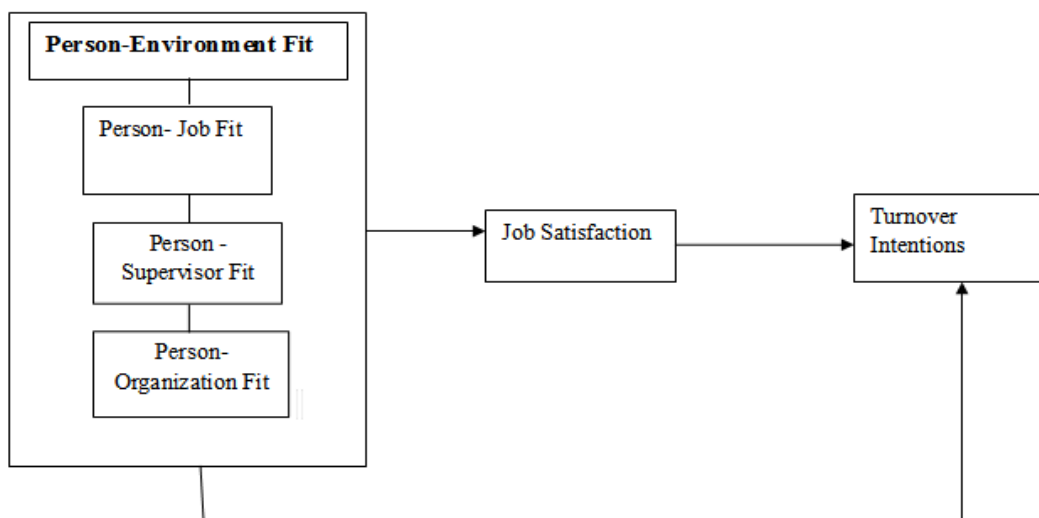 Person-Environment Fit
Person- Job Fit
Person -
Supervisor Fit
Person-
Organization Fit
Job Satisfaction
Turnover
Intentions